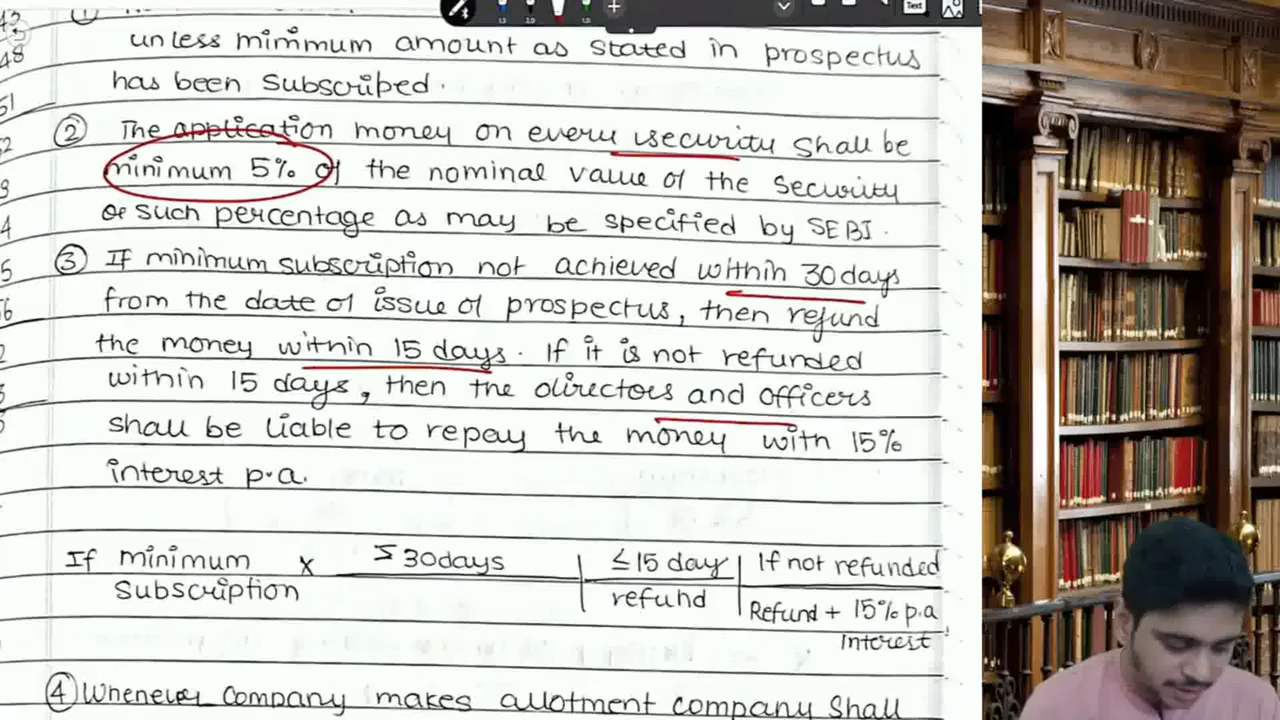 unless minimum amount as stated in prospectus
has been subscribed.
② The application money on every security shall be
minimum 5% of the nominal value of the security
or such percentage as may be specified by SEBI.
③ If minimum subscription not achieved within 30 days
from the date of issue of prospectus, then refund
the money within 15 days. If it is not refunded
within 15 days, then the directors and officers
shall be liable to repay the money with 15%
interest p.a.
If minimum subscription x ≤ 30 days
≤ 15 day
refund
If not refunded
Refund + 15% p.a
interest
④ Whenever company makes allotment company shall
Text